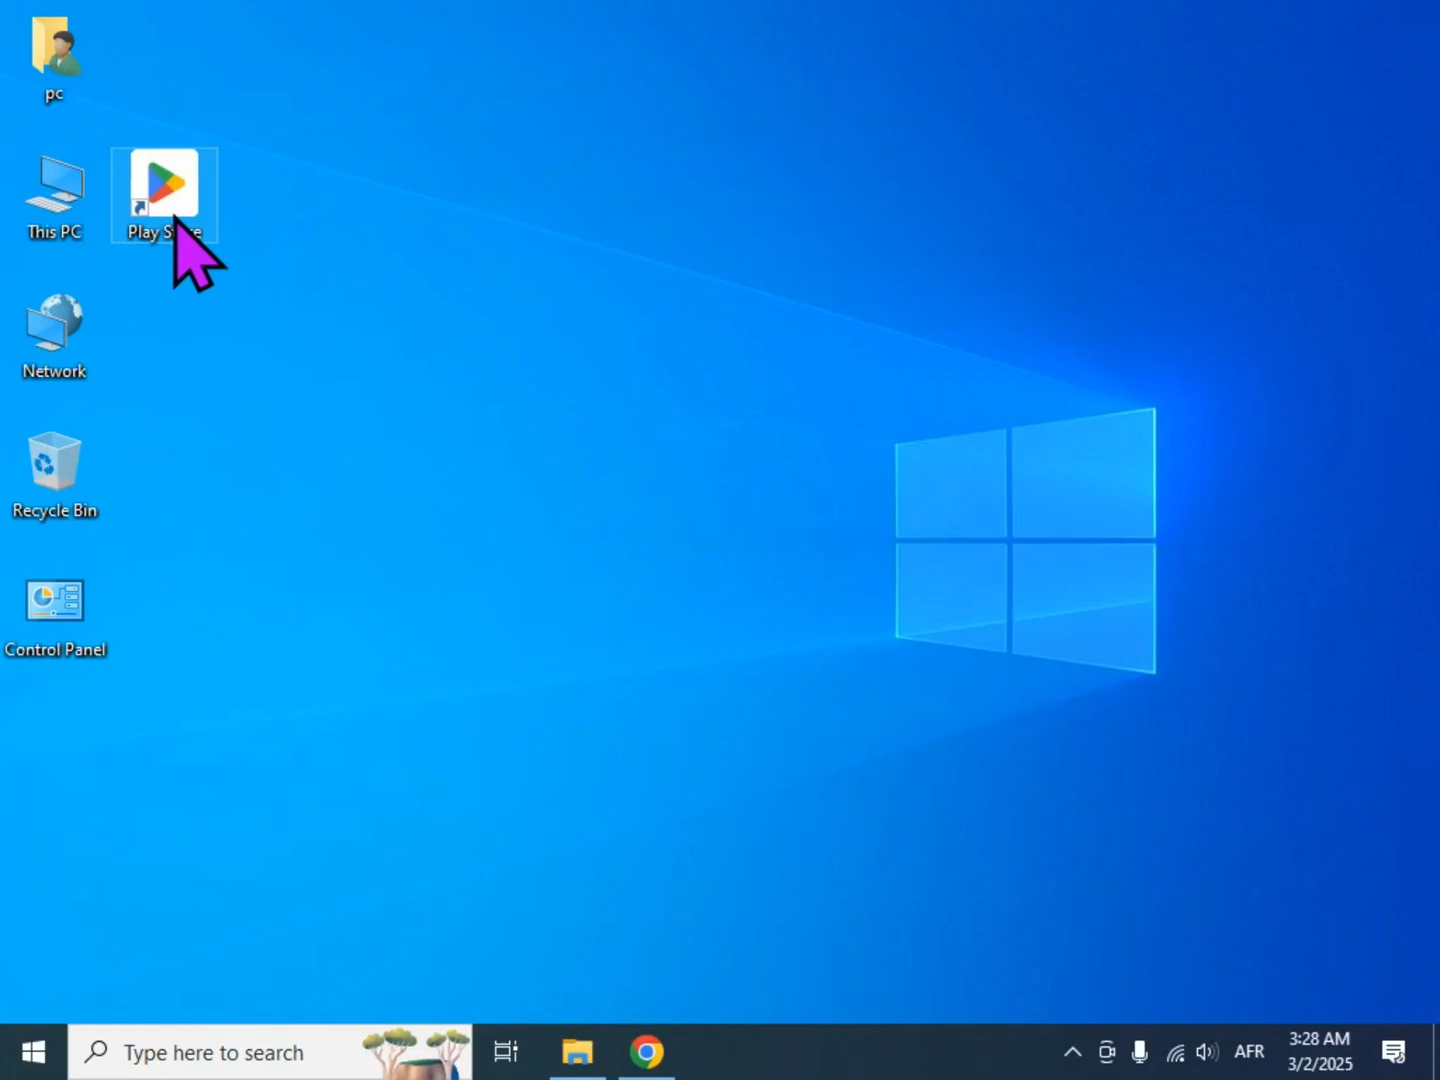 pc
This PC
Play Store
Network
Recycle Bin
Control Panel
Type here to search
AFR
3:28 AM
3/2/2025